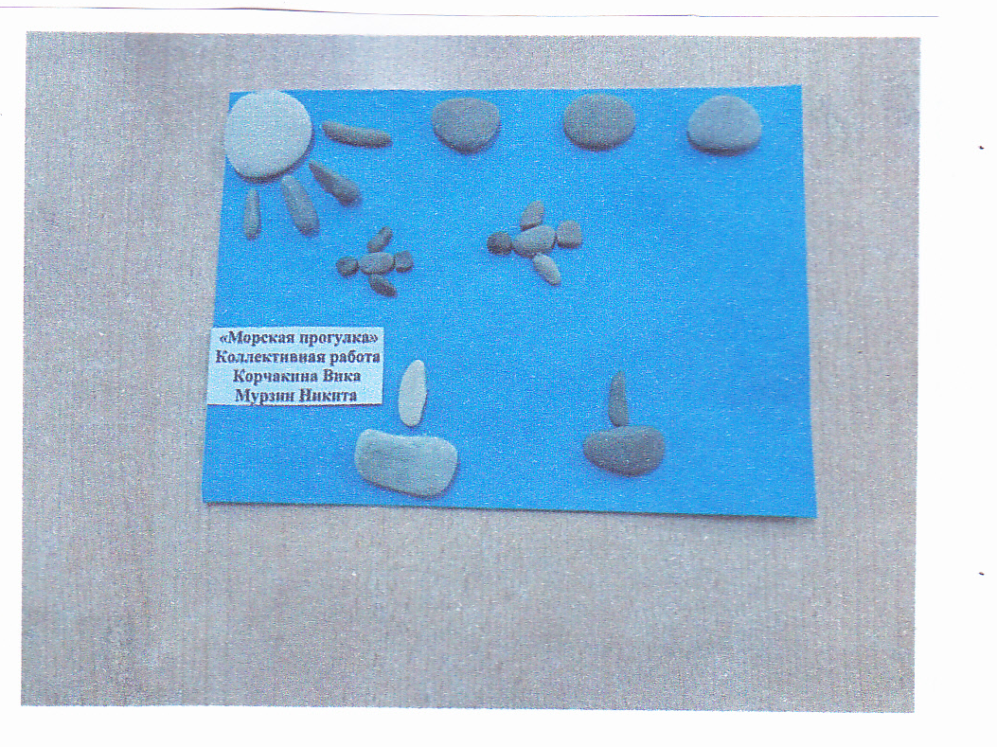 «Морская прогулка»
Коллективная работа
Корчакина Вика
Мурзин Никита